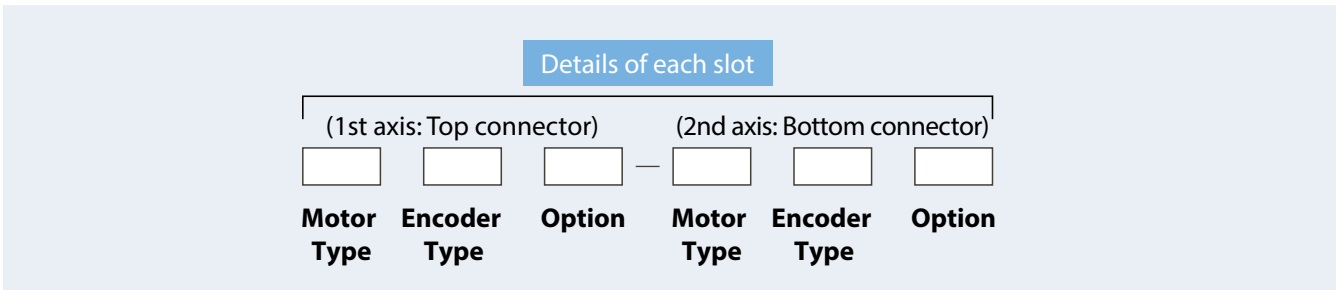 Details of each slot
(1st axis: Top connector) (2nd axis: Bottom connector)
—
Motor Type Encoder Type Option Motor Type Encoder Type Option